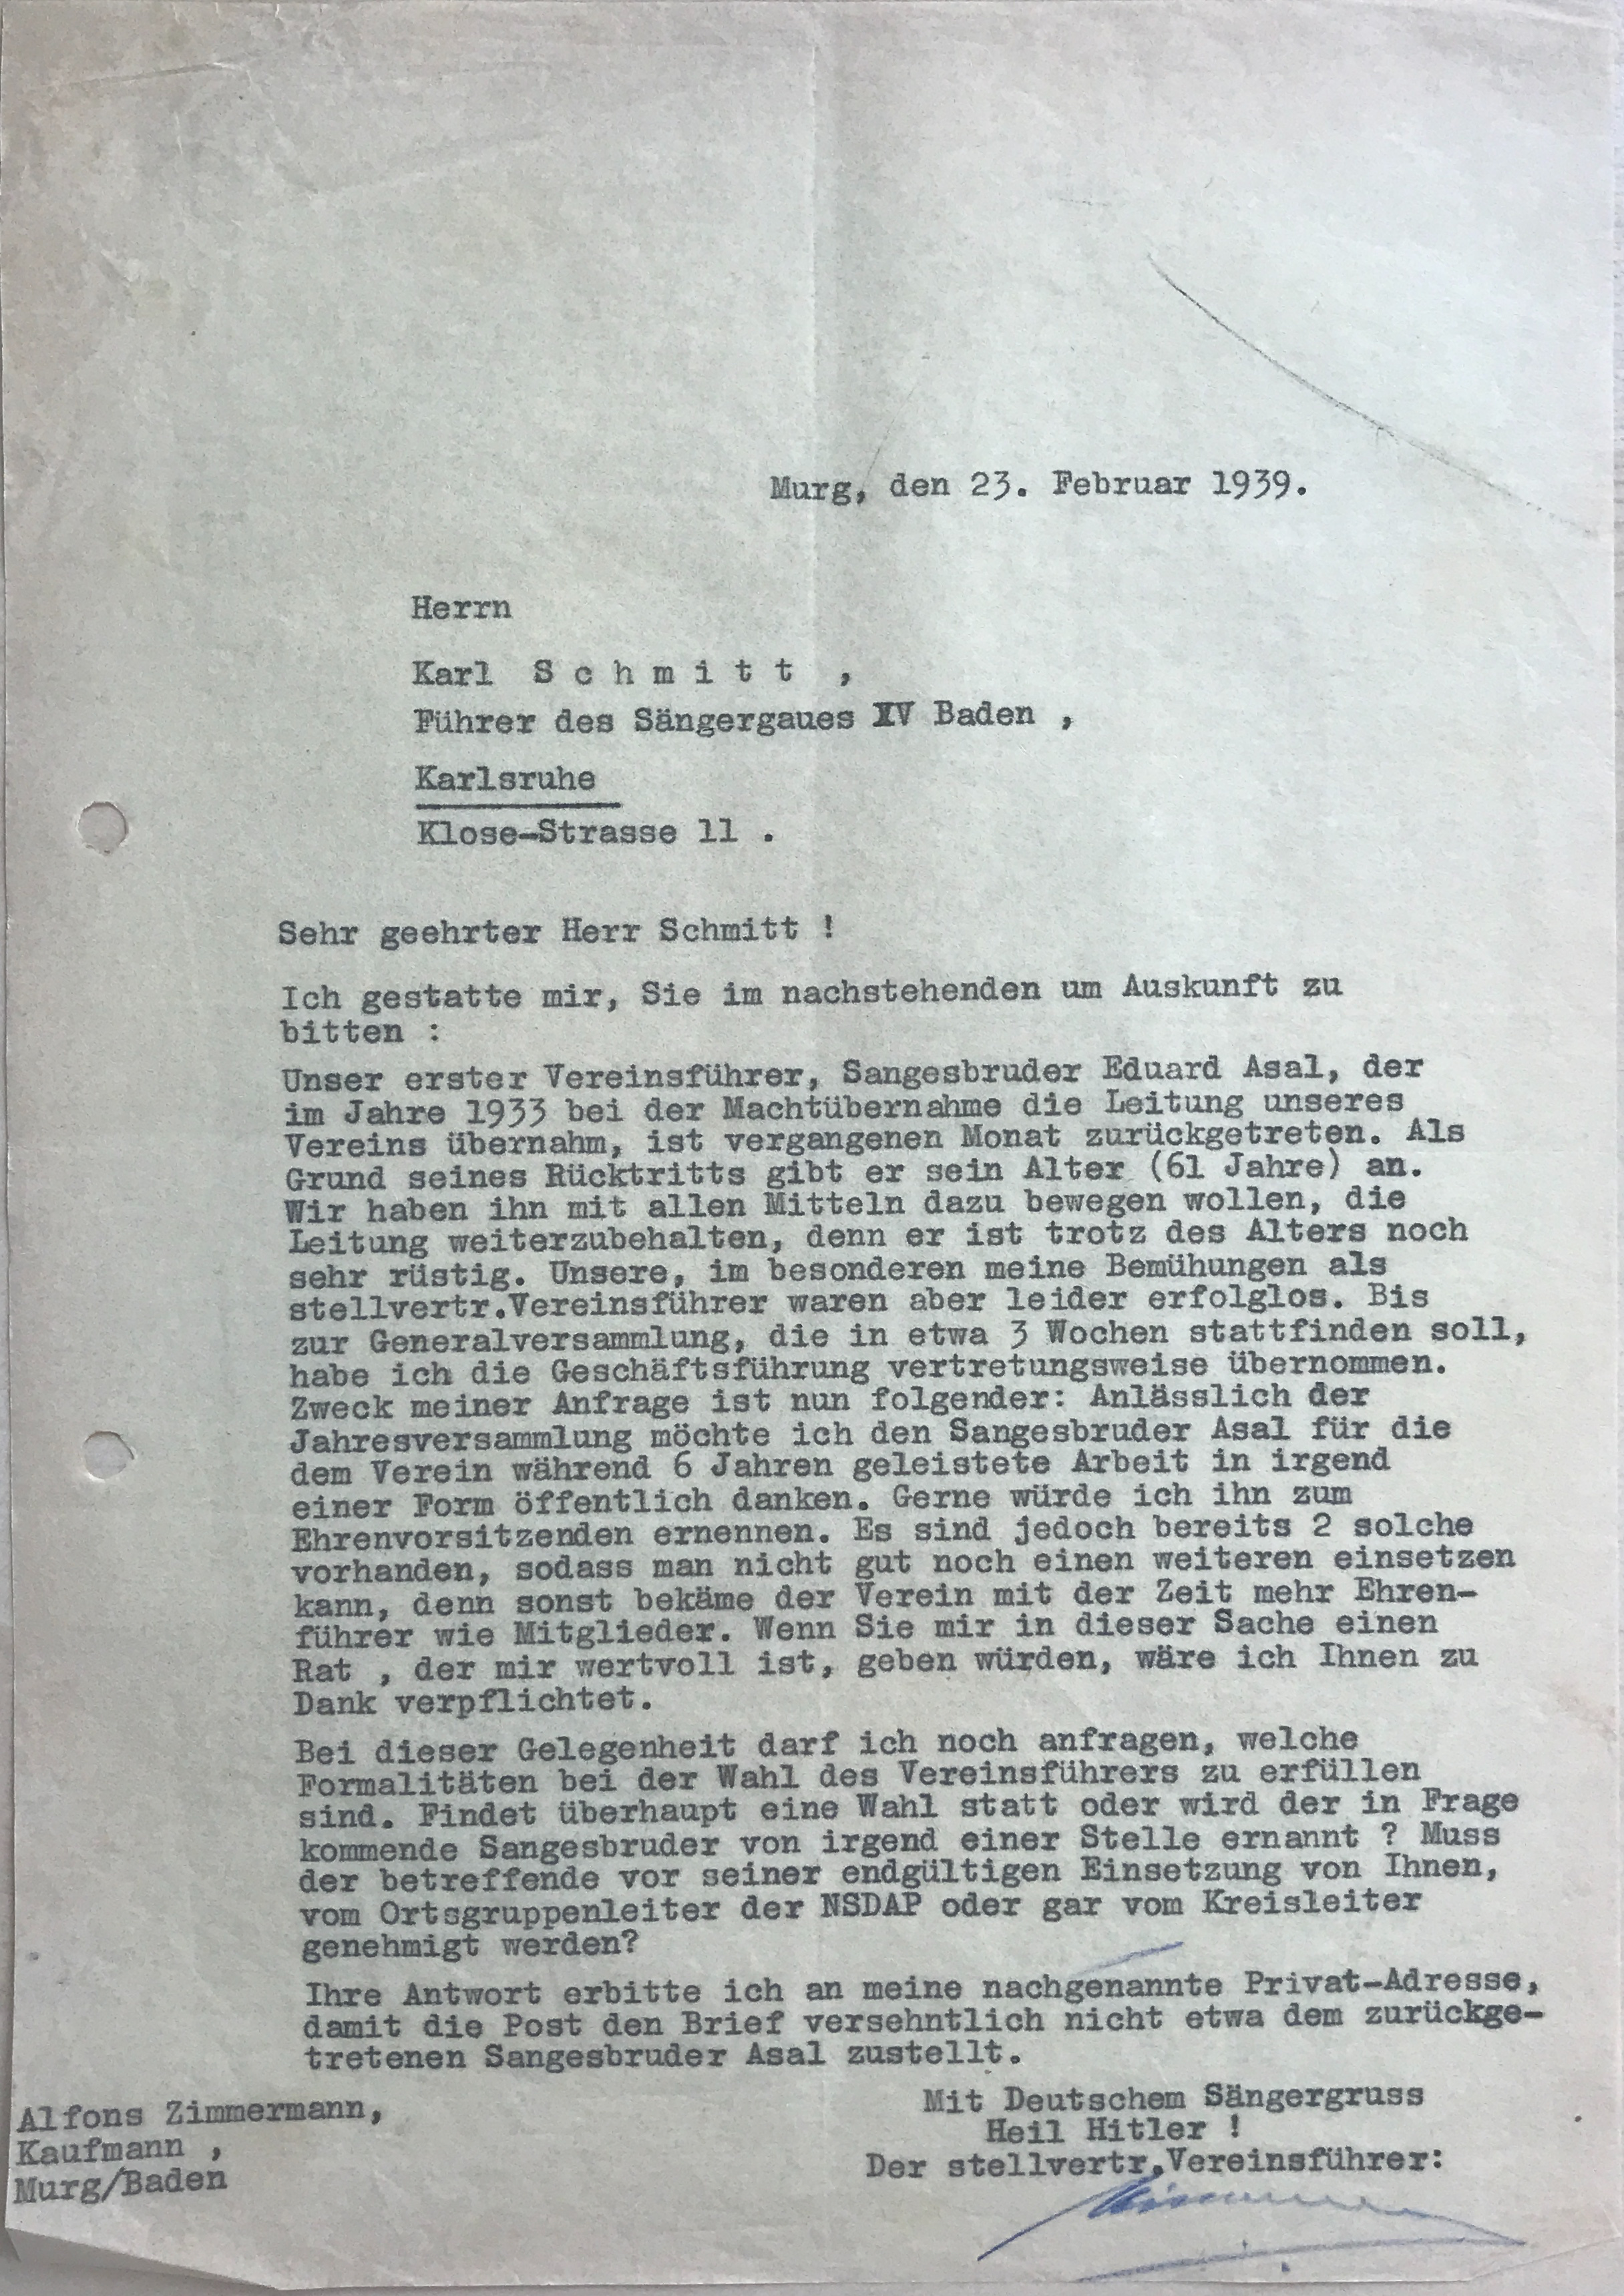 Murg, den 23. Februar 1939.
Herrn
Karl S c h m i t t ,
Führer des Sängergaues XV Baden ,
Karlsruhe
Klose-Strasse 11 .
Sehr geehrter Herr Schmitt !
Ich gestatte mir, Sie im nachstehenden um Auskunft zu
bitten :
Unser erster Vereinsführer, Sangesbruder Eduard Asal, der
im Jahre 1933 bei der Machtübernahme die Leitung unseres
Vereins übernahm, ist vergangenen Monat zurückgetreten. Als
Grund seines Rücktritts gibt er sein Alter (61 Jahre) an.
Wir haben ihn mit allen Mitteln dazu bewegen wollen, die
Leitung weiterzubehalten, denn er ist trotz des Alters noch
sehr rüstig. Unsere, im besonderen meine Bemühungen als
stellvertr.Vereinsführer waren aber leider erfolglos. Bis
zur Generalversammlung, die in etwa 3 Wochen stattfinden soll,
habe ich die Geschäftsführung vertretungsweise übernommen.
Zweck meiner Anfrage ist nun folgender: Anlässlich der
Jahresversammlung möchte ich den Sangesbruder Asal für die
dem Verein während 6 Jahren geleistete Arbeit in irgend
einer Form öffentlich danken. Gerne würde ich ihn zum
Ehrenvorsitzenden ernennen. Es sind jedoch bereits 2 solche
vorhanden, sodass man nicht gut noch einen weiteren einsetzen
kann, denn sonst bekäme der Verein mit der Zeit mehr Ehren-
führer wie Mitglieder. Wenn Sie mir in dieser Sache einen
Rat , der mir wertvoll ist, geben würden, wäre ich Ihnen zu
Dank verpflichtet.
Bei dieser Gelegenheit darf ich noch anfragen, welche
Formalitäten bei der Wahl des Vereinsführers zu erfüllen
sind. Findet überhaupt eine Wahl statt oder wird der in Frage
kommende Sangesbruder von irgend einer Stelle ernannt ? Muss
der betreffende vor seiner endgültigen Einsetzung von Ihnen,
vom Ortsgruppenleiter der NSDAP oder gar vom Kreisleiter
genehmigt werden?
Ihre Antwort erbitte ich an meine nachgenannte Privat-Adresse,
damit die Post den Brief versehntlich nicht etwa dem zurückge-
tretenen Sangesbruder Asal zustellt.
Mit Deutschem Sängergruss
Heil Hitler !
Der stellvertr.Vereinsführer:
Alfons Zimmermann,
Kaufmann ,
Murg/Baden